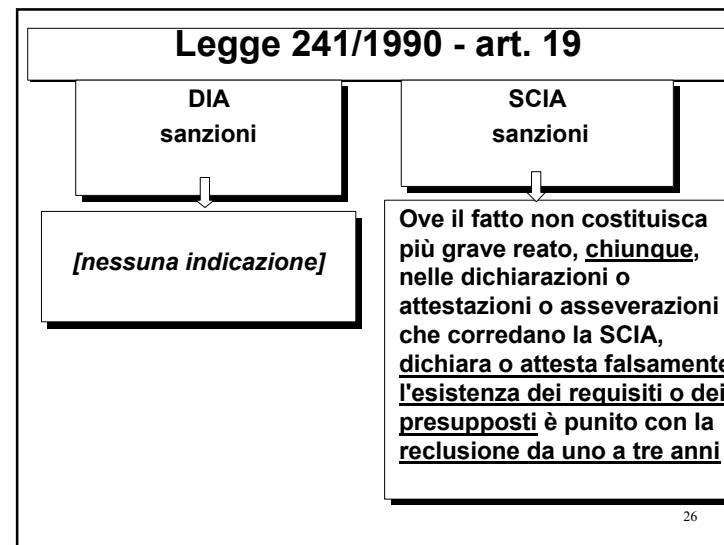 Legge 241/1990 - art. 19
DIA
sanzioni
[nessuna indicazione]
SCIA
sanzioni
Ove il fatto non costituisca
più grave reato, chiunque,
nelle dichiarazioni o
attestazioni o asseverazioni
che corredano la SCIA,
dichiara o attesta falsamente
l'esistenza dei requisiti o dei
presupposti è punito con la
reclusione da uno a tre anni
26